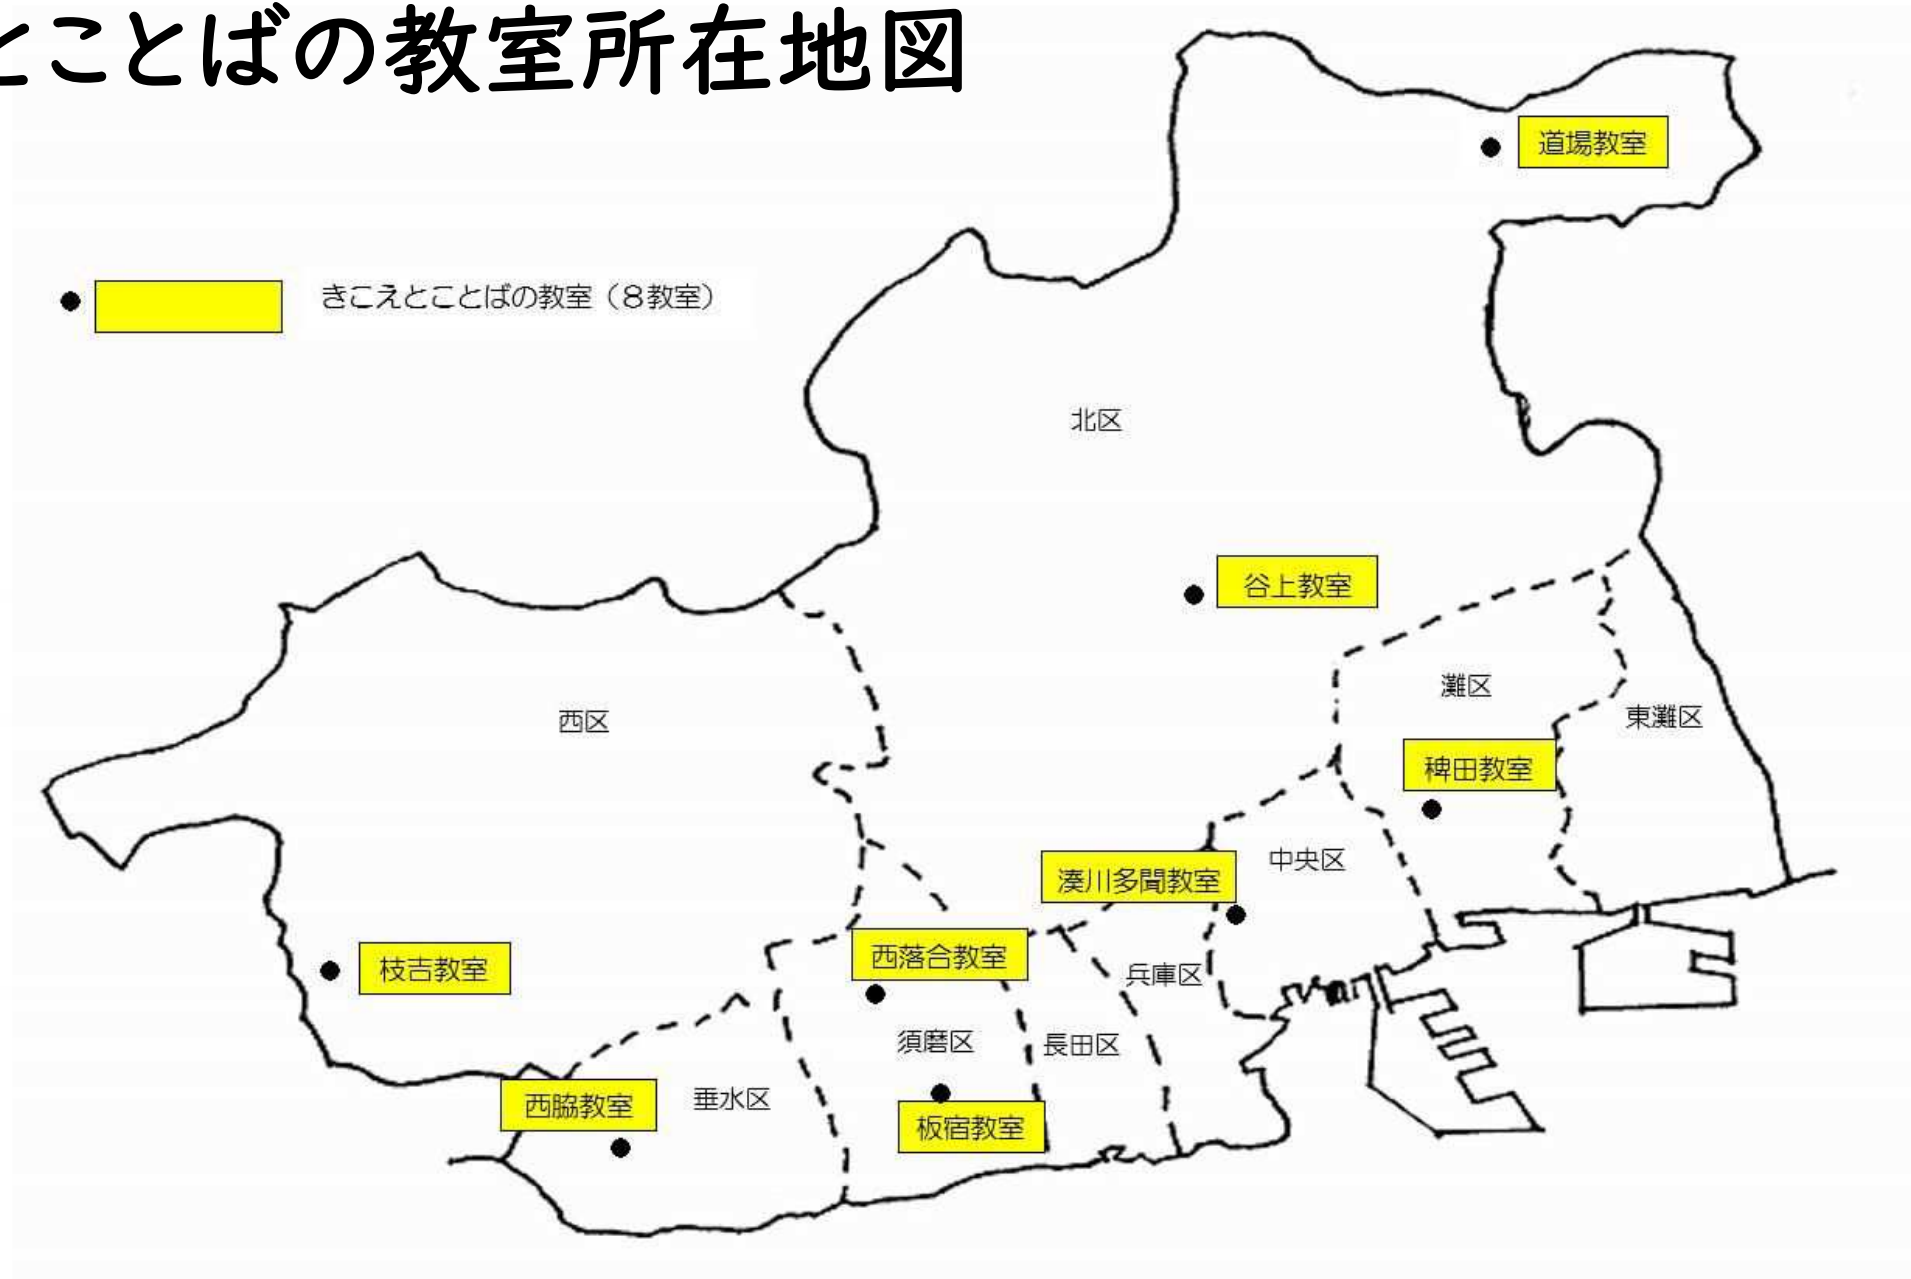 とことばの教室所在地図
道場教室
きこえとことばの教室（８教室）
北区
谷上教室
灘区
西区
東灘区
稗田教室
中央区
湊川多聞教室
西落合教室
枝吉教室
兵庫区
須磨区
長田区
垂水区
西脇教室
板宿教室